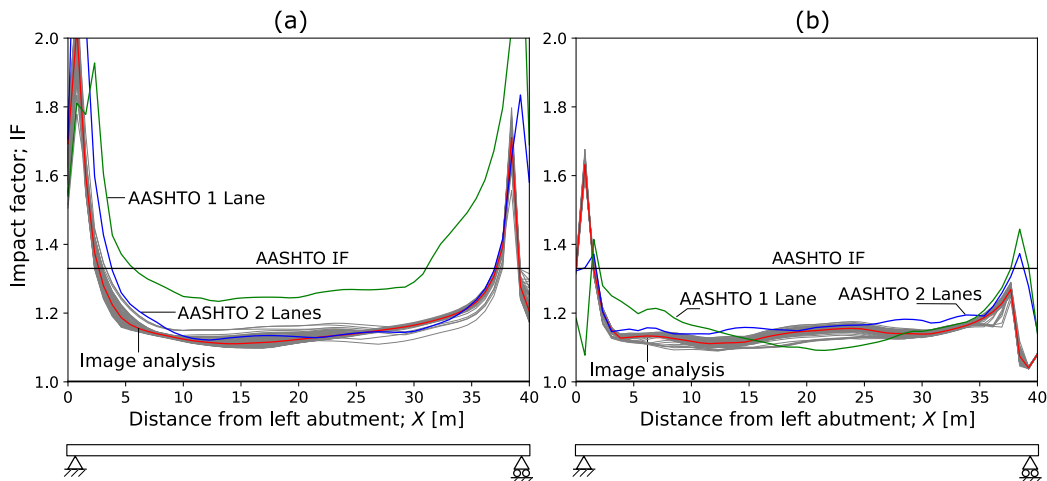 (a)
(b)
2.0
1.8
1.6
1.4
1.2
1.0
Impact factor; IF
AASHTO 1 Lane
AASHTO IF
AASHTO 2 Lanes
Image analysis
0 5 10 15 20 25 30 35 40
Distance from left abutment; X [m]
2.0
1.8
1.6
1.4
1.2
1.0
AASHTO IF
AASHTO 1 Lane
AASHTO 2 Lanes
Image analysis
0 5 10 15 20 25 30 35 40
Distance from left abutment; X [m]